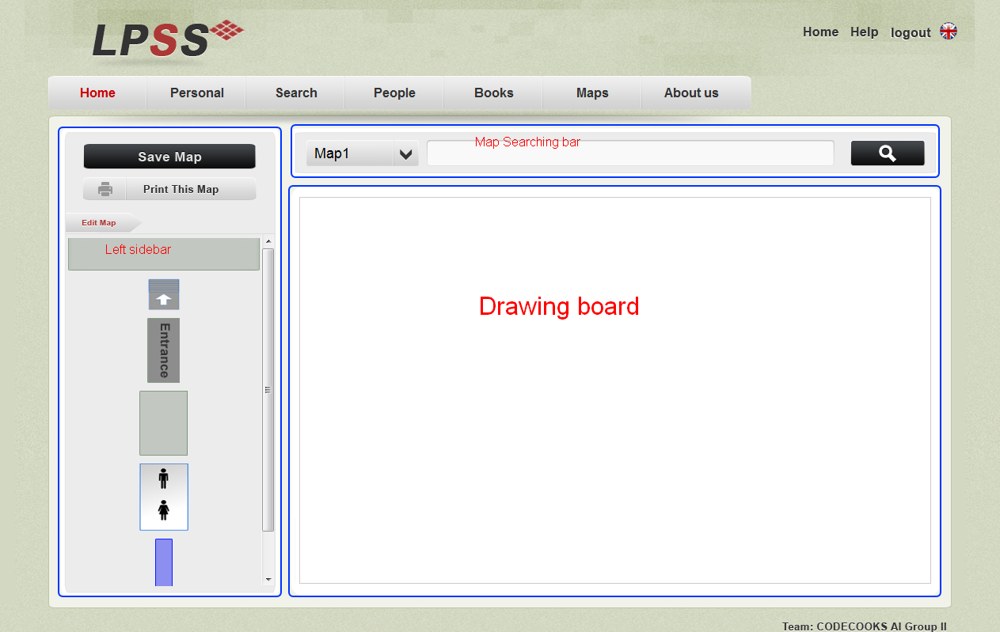 LPSS
Home Help logout
Home Personal Search People Books Maps About us
Save Map
Print This Map
Edit Map
Left sidebar
Entrance
Map1
Map Searching bar
Drawing board
Team: CODECOOKS AI Group II